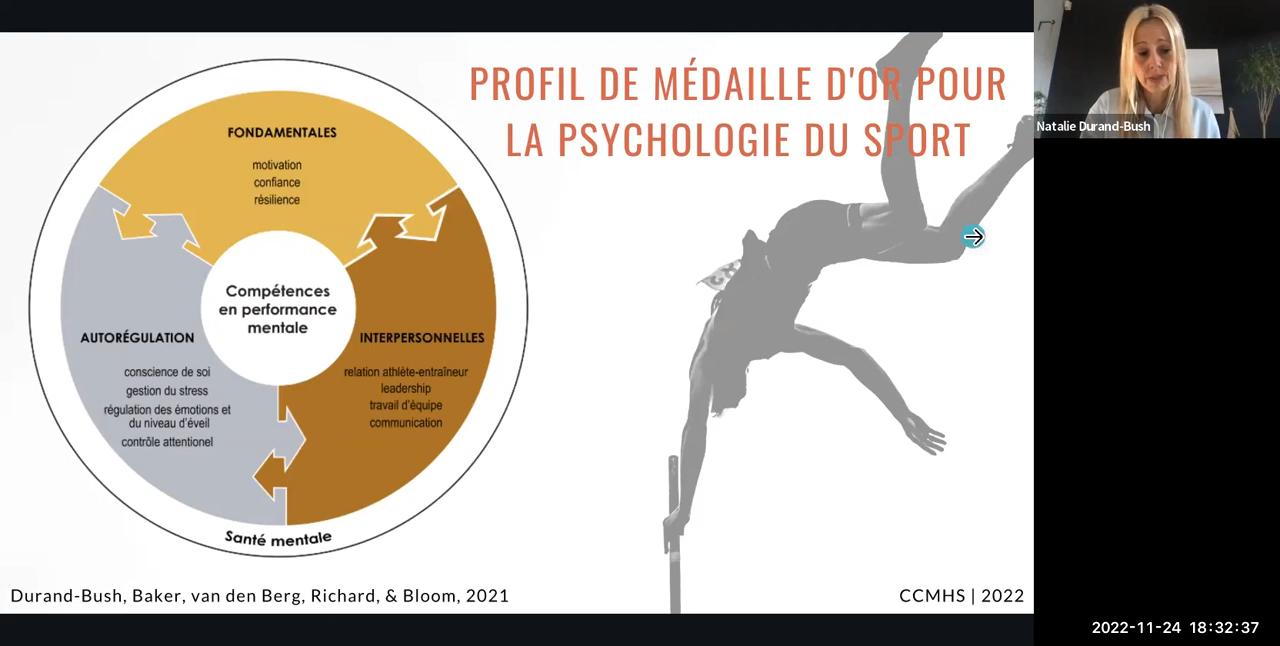 PROFIL DE MÉDAILLE D'OR POUR
LA PSYCHOLOGIE DU SPORT
FONDAMENTALES
motivation
confiance
résilience
Compétences
en performance
mentale
AUTORÉGULATION
conscience de soi
gestion du stress
régulation des émotions et
du niveau d'éveil
contrôle attentionel
INTERPERSONNELLES
relation athlète-entraîneur
leadership
travail d'équipe
communication
Santé mentale
Durand-Bush, Baker, van den Berg, Richard, & Bloom, 2021
CCMHS | 2022
Natalie Durand-Bush
2022-11-24 18:32:37